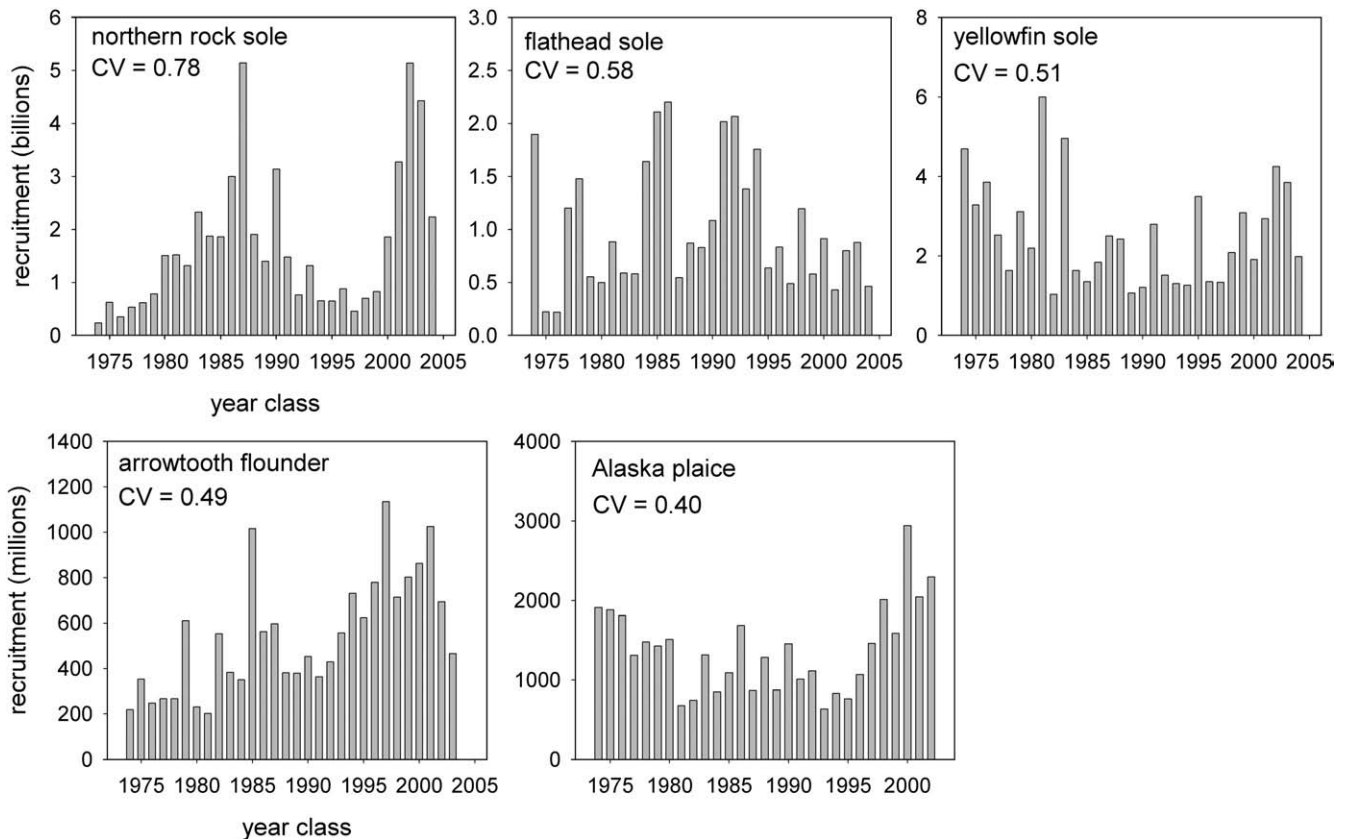 northern rock sole
CV = 0.78
recruitment (billions)
6
5
4
3
2
1
0
1975 1980 1985 1990 1995 2000 2005
year class
flathead sole
CV = 0.58
3.0
2.5
2.0
1.5
1.0
0.5
0.0
1975 1980 1985 1990 1995 2000 2005
yellowfin sole
CV = 0.51
8
6
4
2
0
1975 1980 1985 1990 1995 2000 2005
arrowtooth flounder
CV = 0.49
recruitment (millions)
1400
1200
1000
800
600
400
200
0
1975 1980 1985 1990 1995 2000 2005
year class
Alaska plaice
CV = 0.40
4000
3000
2000
1000
0
1975 1980 1985 1990 1995 2000